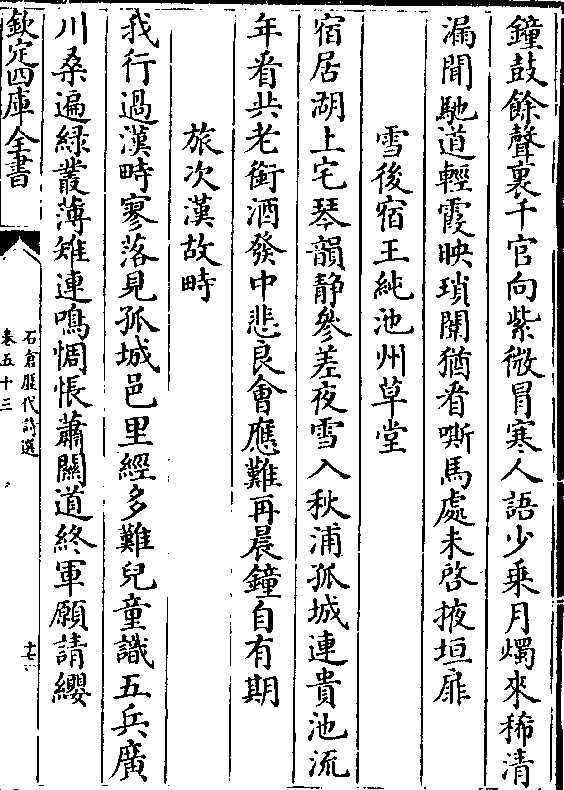 鐘鼓餘聲裏千官向紫微冒寒人語少乗月燭來稀清
漏聞馳道輕霞映瑣闈猶看嘶馬處未啓掖垣扉
雪後宿王純池州草堂
宿居湖上宅琴韻静參差夜雪入秋浦孤城連貴池流
年看共老銜酒發中悲良會應難再晨鐘自有期
旅次漢故畤
我行過漢畤寥落見孤城邑里經多難兒童識五兵廣
川桑遍緑叢薄雉連鳴惆悵蕭關道終軍願請纓
欽定四庫全書
石倉歷代詩選
卷五十三